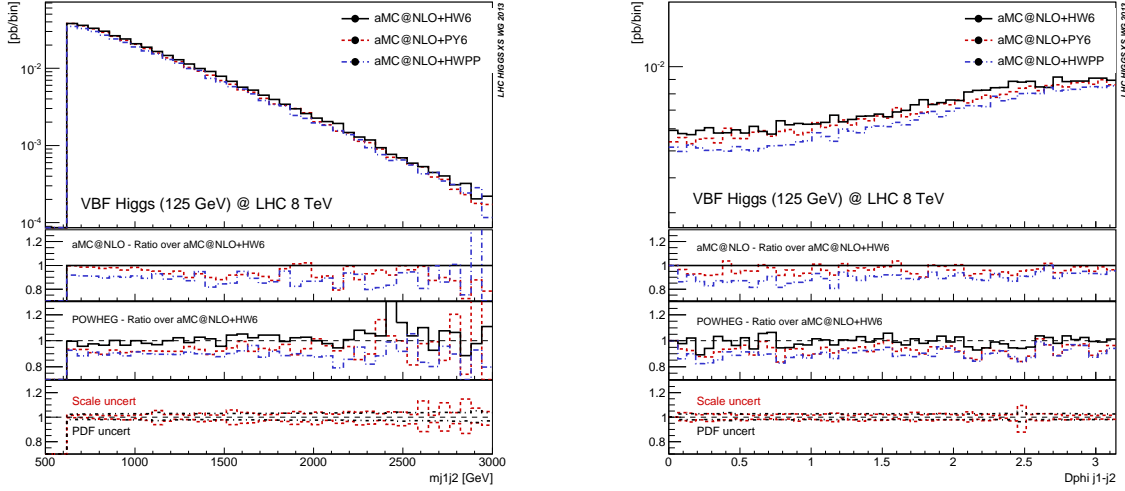 [pb/bin]
aMC@NLO+HW6
aMC@NLO+PY6
aMC@NLO+HWPP
LHC HIGGS XS WG 2013
10-2
10-3
10-4
VBF Higgs (125 GeV) @ LHC 8 TeV
1.2
1
0.8
aMC@NLO - Ratio over aMC@NLO+HW6
1.2
1
0.8
POWHEG - Ratio over aMC@NLO+HW6
1.2
1
0.8
Scale uncert
PDF uncert
500 1000 1500 2000 2500 3000
mj1j2 [GeV]
[pb/bin]
aMC@NLO+HW6
aMC@NLO+PY6
aMC@NLO+HWPP
LHC HIGGS XS WG 2013
10-2
VBF Higgs (125 GeV) @ LHC 8 TeV
1.2
1
0.8
aMC@NLO - Ratio over aMC@NLO+HW6
1.2
1
0.8
POWHEG - Ratio over aMC@NLO+HW6
1.2
1
0.8
Scale uncert
PDF uncert
0 0.5 1 1.5 2 2.5 3
Dphi j1-j2